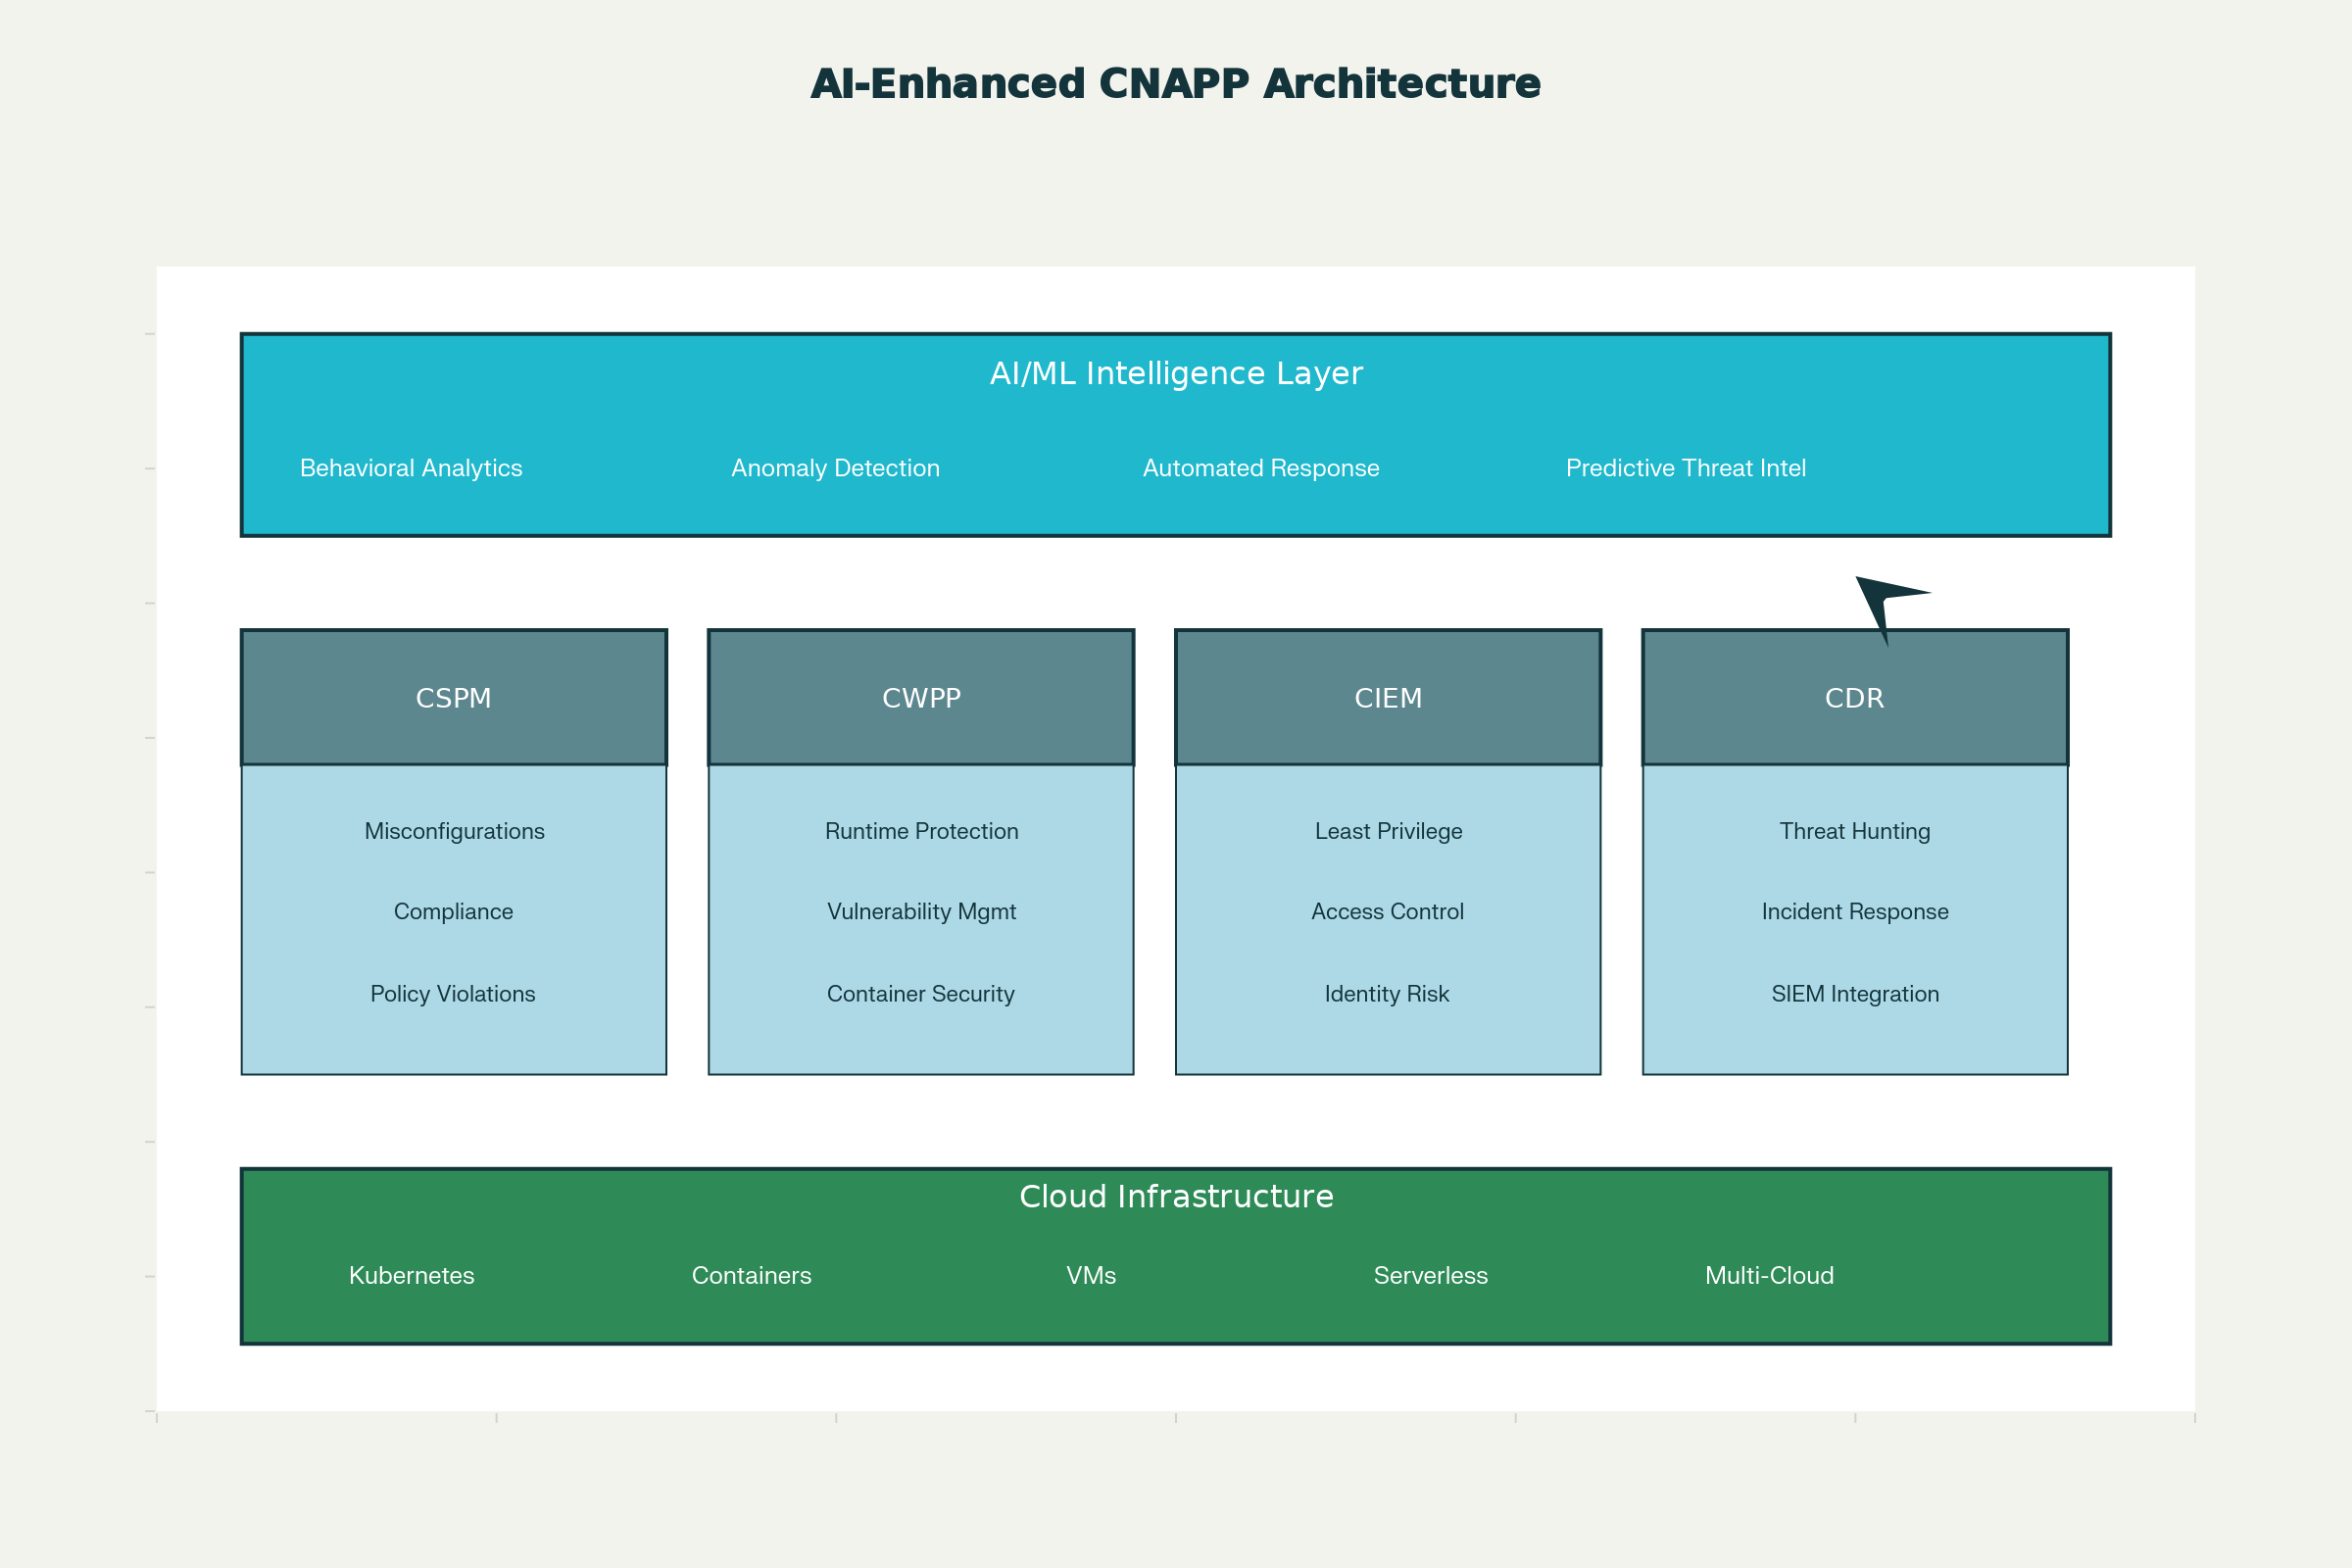 AI-Enhanced CNAPP Architecture
AI/ML Intelligence Layer
Behavioral Analytics
Anomaly Detection
Automated Response
Predictive Threat Intel
CSPM
Misconfigurations
Compliance
Policy Violations
CWPP
Runtime Protection
Vulnerability Mgmt
Container Security
CIEM
Least Privilege
Access Control
Identity Risk
CDR
Threat Hunting
Incident Response
SIEM Integration
Cloud Infrastructure
Kubernetes
Containers
VMs
Serverless
Multi-Cloud